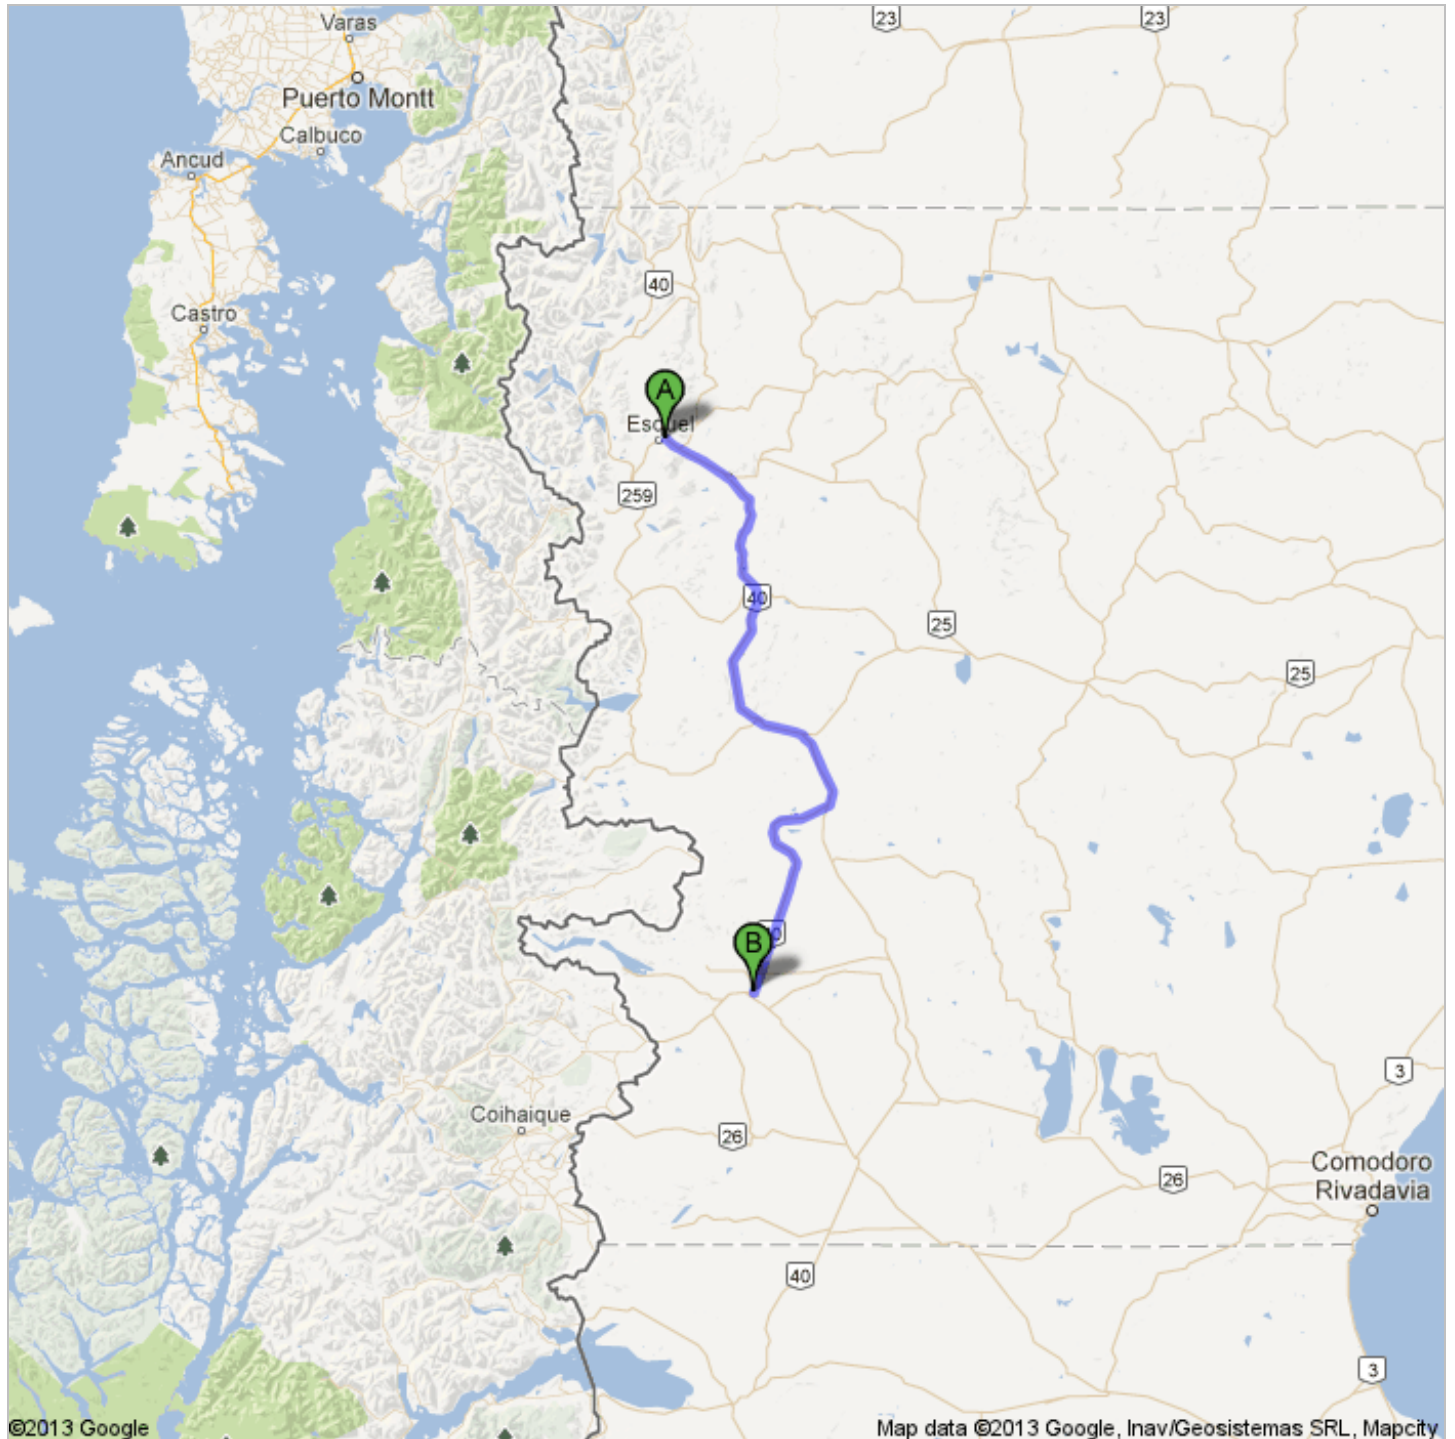 Varas
23
23
Puerto Montt
Calbuco
Ancud
40
Castro
A
Esquel
259
40
25
25
B
3
Coihaique
26
Comodoro
Rivadavia
26
40
3
©2013 Google
Map data ©2013 Google, Inav/Geosistemas SRL, Mapcity